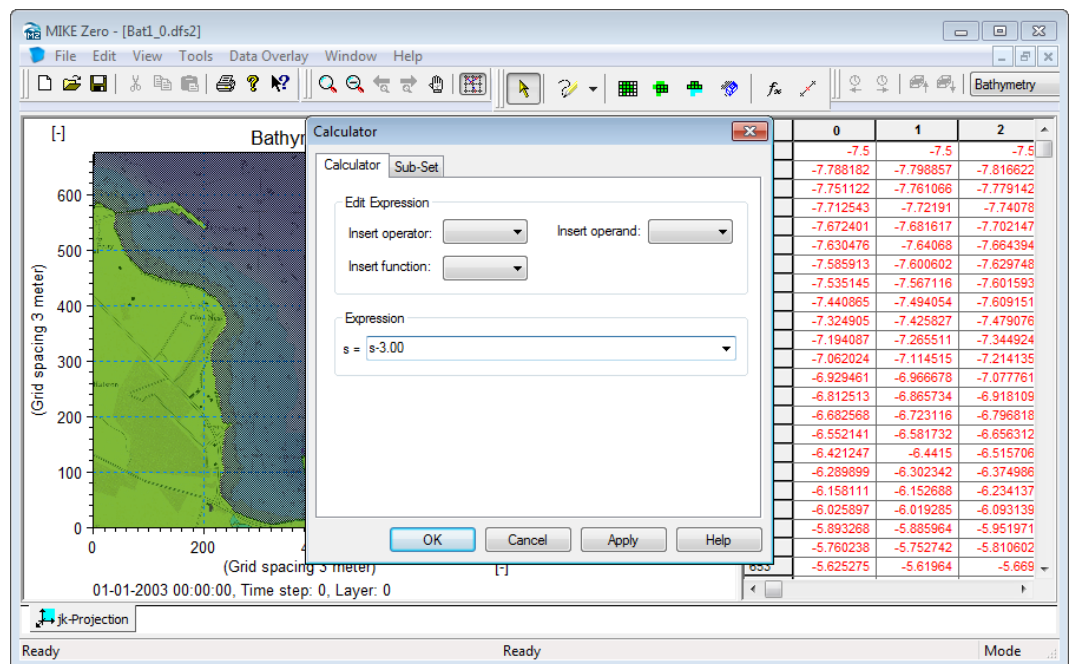 MIKE Zero - [Bat1_0.dfs2]
File Edit View Tools Data Overlay Window Help
Bathymetry
[-]
Bathyr
Calculator
Calculator Sub-Set
Edit Expression
Insert operator: Insert operand:
Insert function:
Expression
s = s-3.00
OK Cancel Apply Help
600
500
400
300
200
100
0
(Grid spacing 3 meter)
0 200 4
(Grid spacing 3 meter) [-]
01-01-2003 00:00:00, Time step: 0, Layer: 0
0 1 2
-7.5 -7.5 -7.5
-7.788182 -7.798857 -7.816622
-7.751122 -7.761066 -7.779142
-7.712543 -7.72191 -7.74078
-7.672401 -7.681617 -7.702147
-7.630476 -7.64068 -7.664394
-7.585913 -7.600602 -7.629748
-7.535145 -7.567116 -7.601593
-7.440865 -7.494054 -7.609151
-7.324905 -7.425827 -7.479076
-7.194087 -7.265511 -7.344924
-7.062024 -7.114515 -7.214135
-6.929461 -6.966678 -7.077761
-6.812513 -6.865734 -6.918109
-6.682568 -6.723116 -6.796818
-6.552141 -6.581732 -6.656312
-6.421247 -6.4415 -6.515706
-6.289899 -6.302342 -6.374986
-6.158111 -6.152688 -6.234137
-6.025897 -6.019285 -6.093139
-5.893268 -5.885964 -5.951971
-5.760238 -5.752742 -5.810602
653 -5.625275 -5.61964 -5.669
jk-Projection
Ready Ready Mode